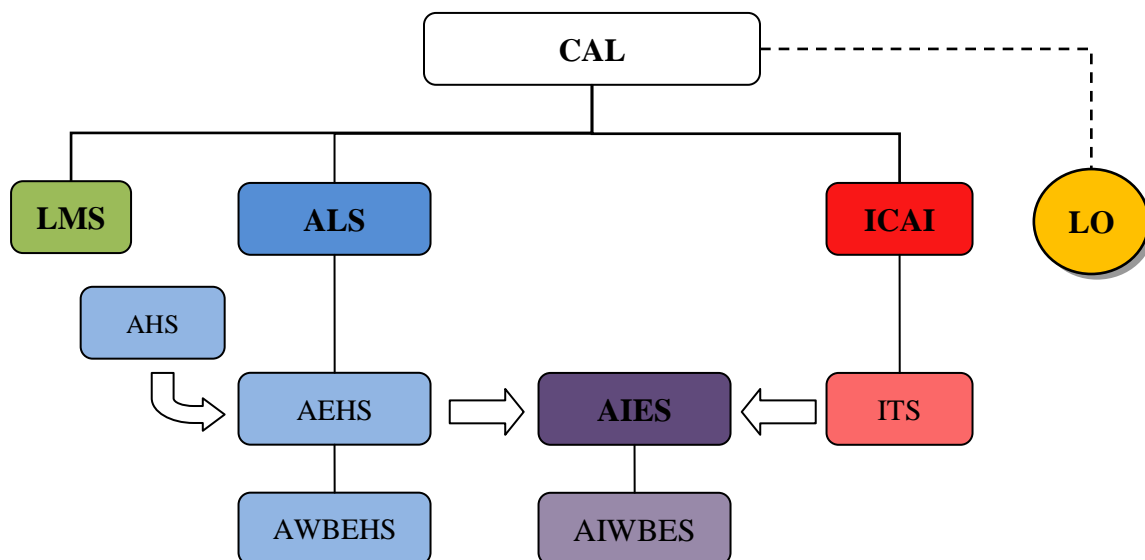 CAL
LMS
ALS
ICAI
LO
AHS
AEHS
AIES
ITS
AWBEHS
AIWBES